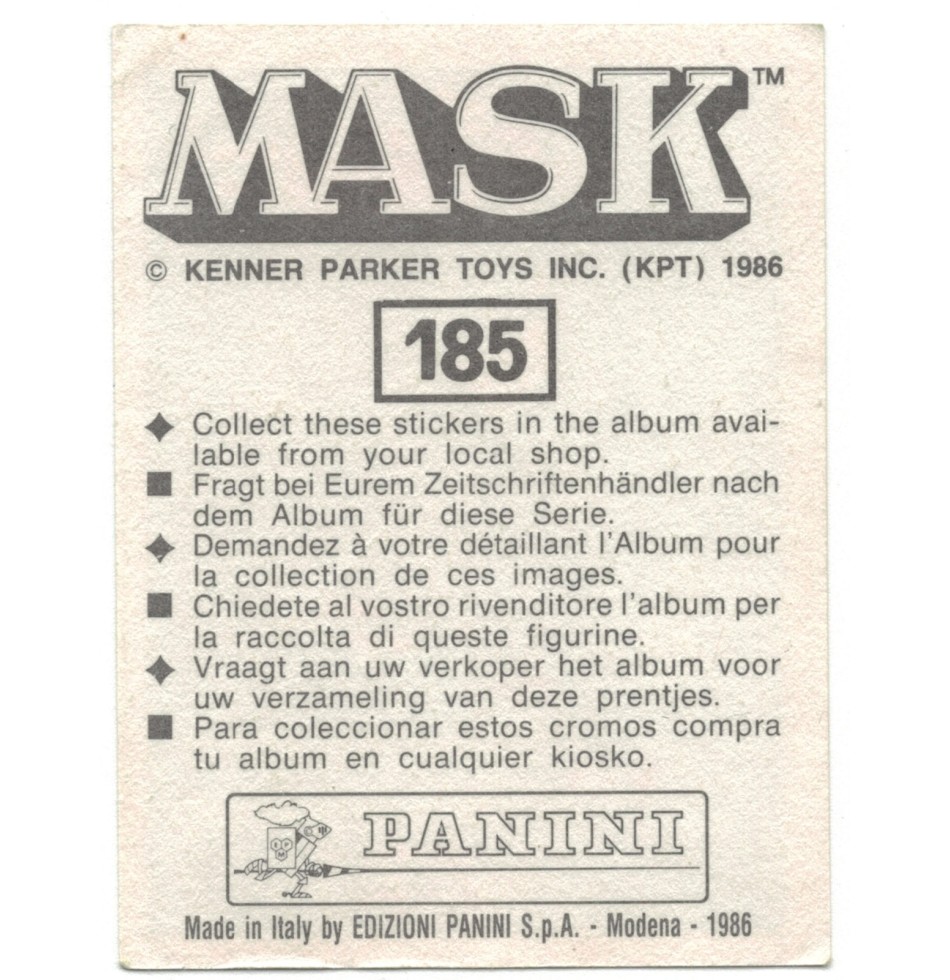 MASK™
© KENNER PARKER TOYS INC. (KPT) 1986
185
Collect these stickers in the album avai-
lable from your local shop.
Fragt bei Eurem Zeitschriftenhändler nach
dem Album für diese Serie.
Demandez à votre détaillant l'Album pour
la collection de ces images.
Chiedete al vostro rivenditore l'album per
la raccolta di queste figurine.
Vraagt aan uw verkoper het album voor
uw verzameling van deze prentjes.
Para coleccionar estos cromos compra
tu album en cualquier kiosko.
PANINI
Made in Italy by EDIZIONI PANINI S.p.A. - Modena - 1986